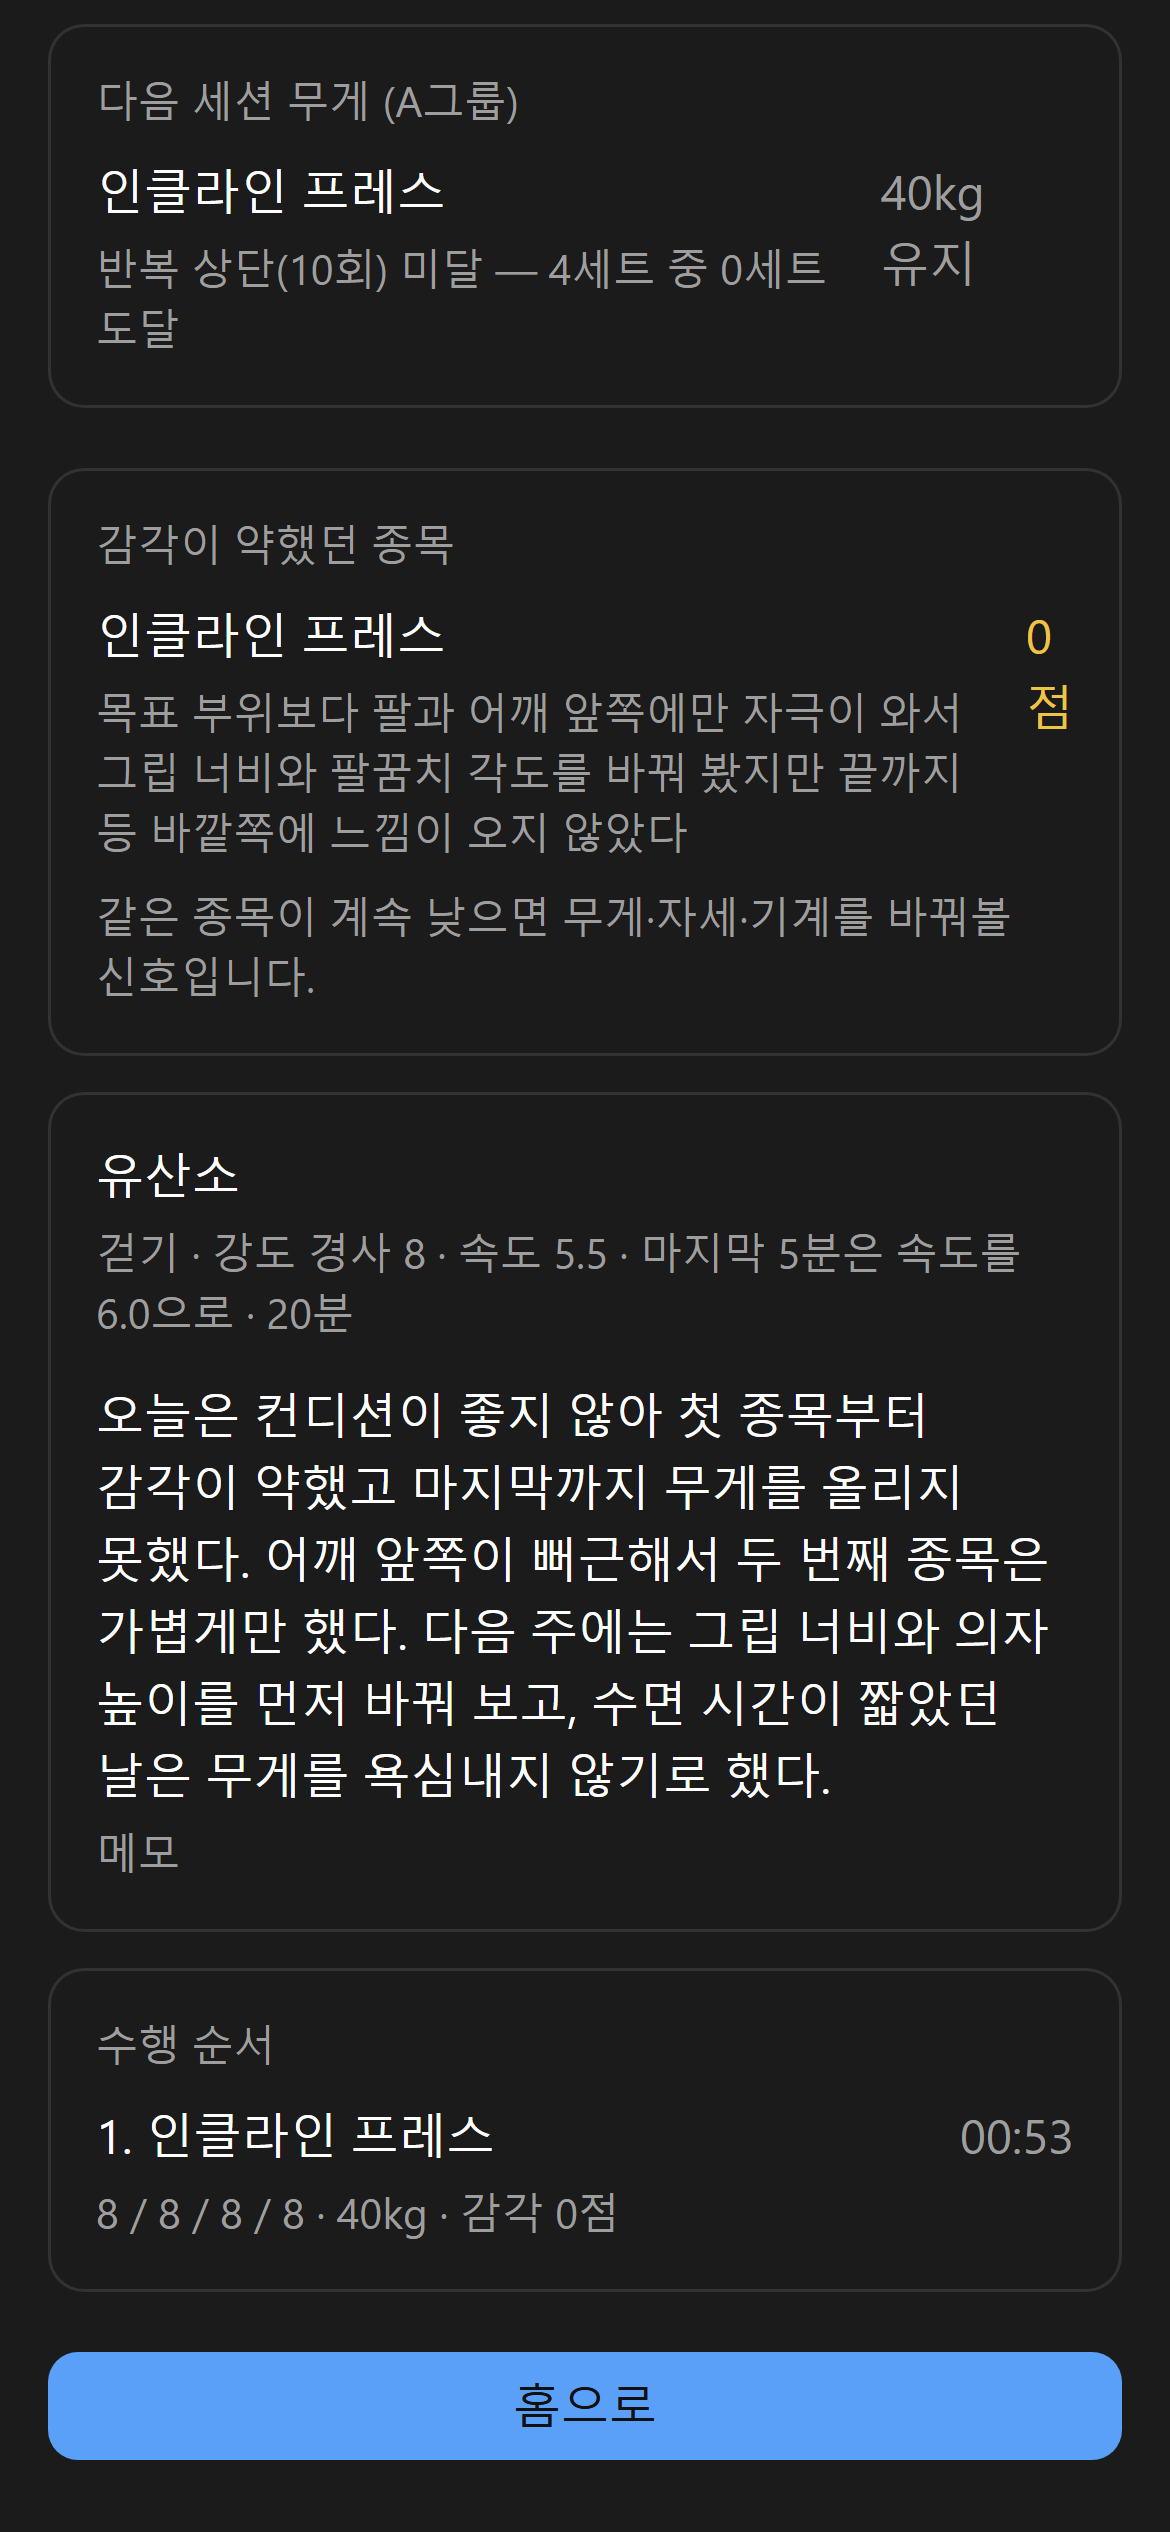 다음 세션 무게 (A그룹)
인클라인 프레스
40kg
유지
반복 상단(10회) 미달 — 4세트 중 0세트
도달
감각이 약했던 종목
인클라인 프레스
0
점
목표 부위보다 팔과 어깨 앞쪽에만 자극이 와서
그립 너비와 팔꿈치 각도를 바꿔 봤지만 끝까지
등 바깥쪽에 느낌이 오지 않았다
같은 종목이 계속 낮으면 무게·자세·기계를 바꿔볼
신호입니다.
유산소
걷기 · 강도 경사 8 · 속도 5.5 · 마지막 5분은 속도를
6.0으로 · 20분
오늘은 컨디션이 좋지 않아 첫 종목부터
감각이 약했고 마지막까지 무게를 올리지
못했다. 어깨 앞쪽이 뻐근해서 두 번째 종목은
가볍게만 했다. 다음 주에는 그립 너비와 의자
높이를 먼저 바꿔 보고, 수면 시간이 짧았던
날은 무게를 욕심내지 않기로 했다.
메모
수행 순서
1. 인클라인 프레스
00:53
8 / 8 / 8 / 8 · 40kg · 감각 0점
홈으로